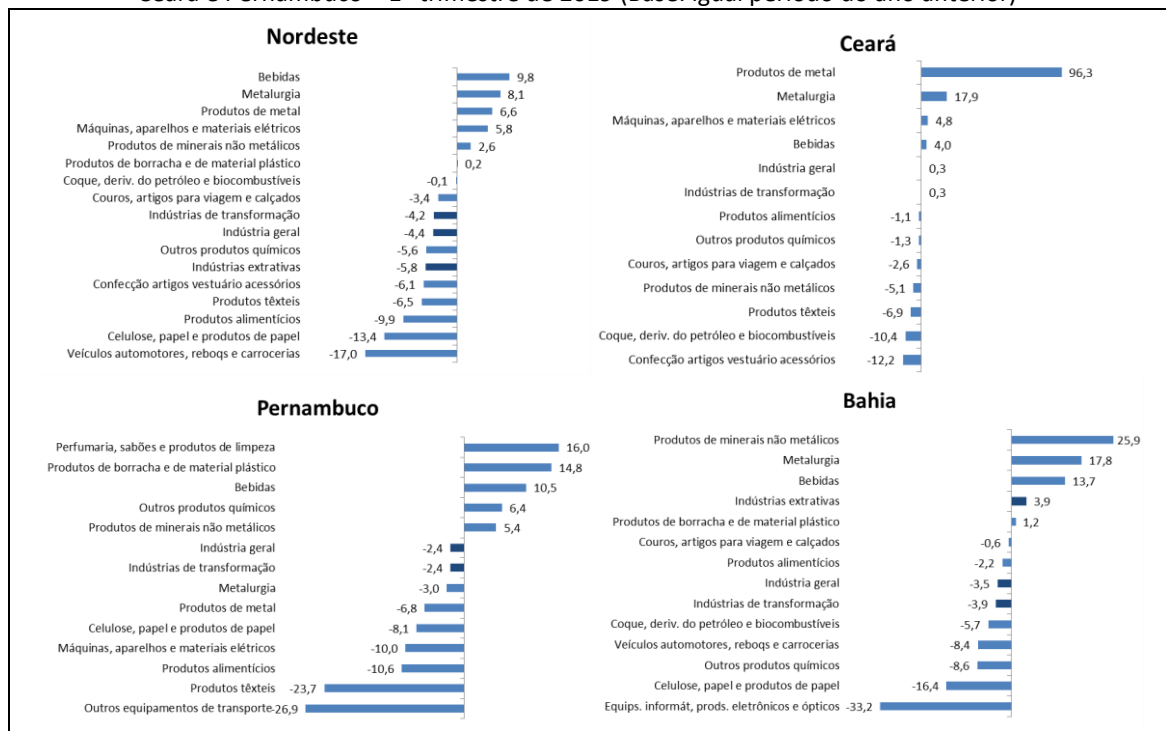 Ceará e Pernambuco – 1º trimestre de 2019 (Base: igual período do ano anterior)
Nordeste
Bebidas 9,8
Metalurgia 8,1
Produtos de metal 6,6
Máquinas, aparelhos e materiais elétricos 5,8
Produtos de minerais não metálicos 2,6
Produtos de borracha e de material plástico 0,2
Coque, deriv. do petróleo e biocombustíveis -0,1
Couros, artigos para viagem e calçados -3,4
Indústrias de transformação -4,2
Indústria geral -4,4
Outros produtos químicos -5,6
Indústrias extrativas -5,8
Confecção artigos vestuário acessórios -6,1
Produtos têxteis -6,5
Produtos alimentícios -9,9
Celulose, papel e produtos de papel -13,4
Veículos automotores, reboqs e carrocerias -17,0
Ceará
Produtos de metal 96,3
Metalurgia 17,9
Máquinas, aparelhos e materiais elétricos 4,8
Bebidas 4,0
Indústria geral 0,3
Indústrias de transformação 0,3
Produtos alimentícios -1,1
Outros produtos químicos -1,3
Couros, artigos para viagem e calçados -2,6
Produtos de minerais não metálicos -5,1
Produtos têxteis -6,9
Coque, deriv. do petróleo e biocombustíveis -10,4
Confecção artigos vestuário acessórios -12,2
Pernambuco
Perfumaria, sabões e produtos de limpeza 16,0
Produtos de borracha e de material plástico 14,8
Bebidas 10,5
Outros produtos químicos 6,4
Produtos de minerais não metálicos 5,4
Indústria geral -2,4
Indústrias de transformação -2,4
Metalurgia -3,0
Produtos de metal -6,8
Celulose, papel e produtos de papel -8,1
Máquinas, aparelhos e materiais elétricos -10,0
Produtos alimentícios -10,6
Produtos têxteis -23,7
Outros equipamentos de transporte -26,9
Bahia
Produtos de minerais não metálicos 25,9
Metalurgia 17,8
Bebidas 13,7
Indústrias extrativas 3,9
Produtos de borracha e de material plástico 1,2
Couros, artigos para viagem e calçados -0,6
Produtos alimentícios -2,2
Indústria geral -3,5
Indústrias de transformação -3,9
Coque, deriv. do petróleo e biocombustíveis -5,7
Veículos automotores, reboqs e carrocerias -8,4
Outros produtos químicos -8,6
Celulose, papel e produtos de papel -16,4
Equips. informát, prods. eletrônicos e ópticos -33,2